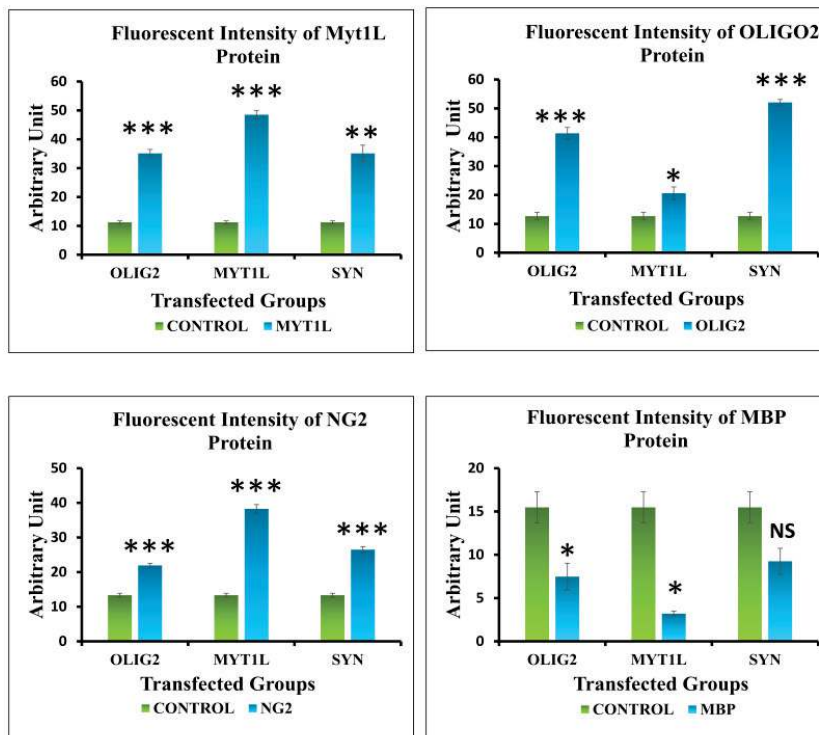 Fluorescent Intensity of Myt1L
Protein
Arbitrary Unit
60
50
40
30
20
10
0
***
***
**
OLIG2 MYT1L SYN
Transfected Groups
CONTROL MYT1L
Fluorescent Intensity of OLIGO2
Protein
Arbitrary Unit
60
50
40
30
20
10
0
***
*
***
OLIG2 MYT1L SYN
Transfected Groups
CONTROL OLIG2
Fluorescent Intensity of NG2
Protein
Arbitrary Unit
50
40
30
20
10
0
***
***
***
OLIG2 MYT1L SYN
Transfected Groups
CONTROL NG2
Fluorescent Intensity of MBP
Protein
Arbitrary Unit
20
15
10
5
0
*
*
NS
OLIG2 MYT1L SYN
Transfected Groups
CONTROL MBP